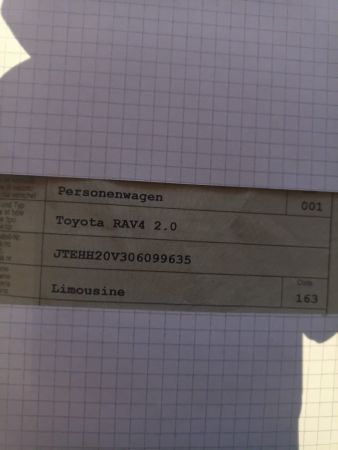 Personenwagen 001
Toyota RAV4 2.0
JTEHH20V306099635
Code
Limousine 163